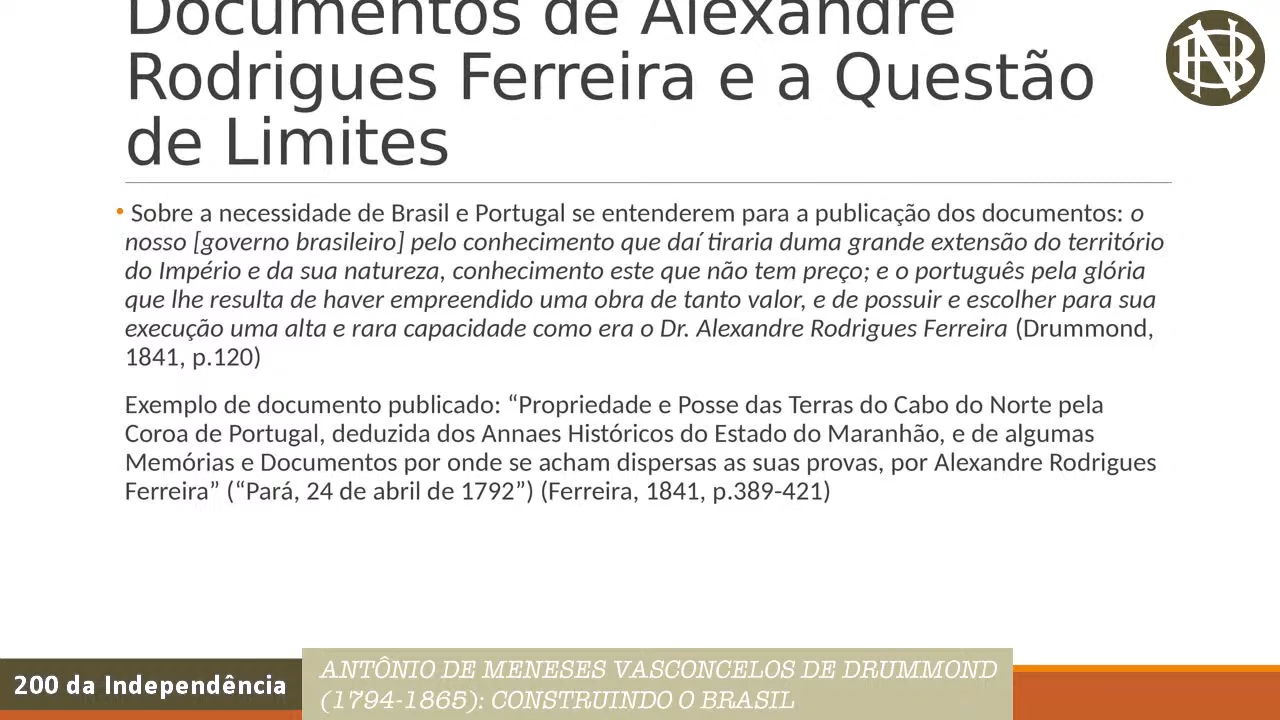 Documentos de Alexandre
Rodrigues Ferreira e a Questão
de Limites
• Sobre a necessidade de Brasil e Portugal se entenderem para a publicação dos documentos: o
nosso [governo brasileiro] pelo conhecimento que daí tiraria duma grande extensão do território
do Império e da sua natureza, conhecimento este que não tem preço; e o português pela glória
que lhe resulta de haver empreendido uma obra de tanto valor, e de possuir e escolher para sua
execução uma alta e rara capacidade como era o Dr. Alexandre Rodrigues Ferreira (Drummond,
1841, p.120)
Exemplo de documento publicado: “Propriedade e Posse das Terras do Cabo do Norte pela
Coroa de Portugal, deduzida dos Annaes Históricos do Estado do Maranhão, e de algumas
Memórias e Documentos por onde se acham dispersas as suas provas, por Alexandre Rodrigues
Ferreira” (“Pará, 24 de abril de 1792”) (Ferreira, 1841, p.389-421)
200 da Independência
ANTÔNIO DE MENESES VASCONCELOS DE DRUMMOND
(1794-1865): CONSTRUINDO O BRASIL